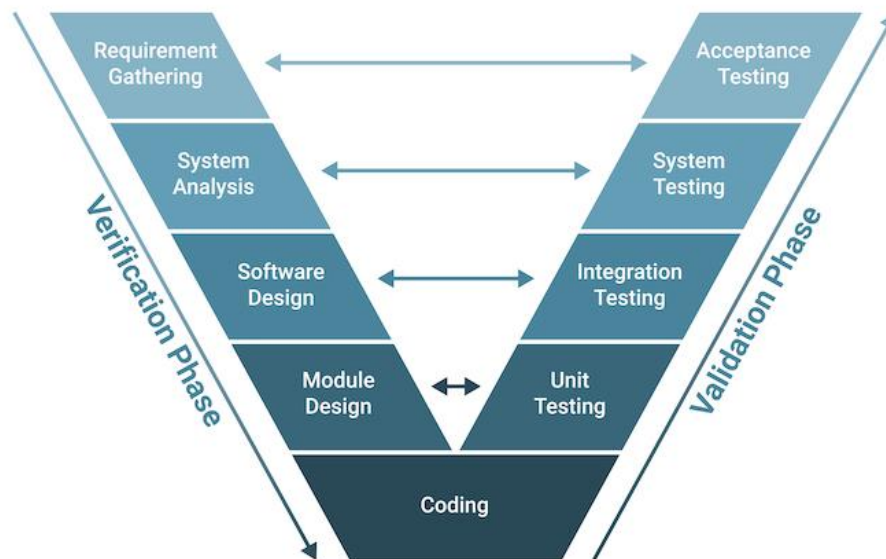 Requirement
Gathering
Acceptance
Testing
System
Analysis
System
Testing
Software
Design
Integration
Testing
Module
Design
Unit
Testing
Coding
Verification Phase
Validation Phase